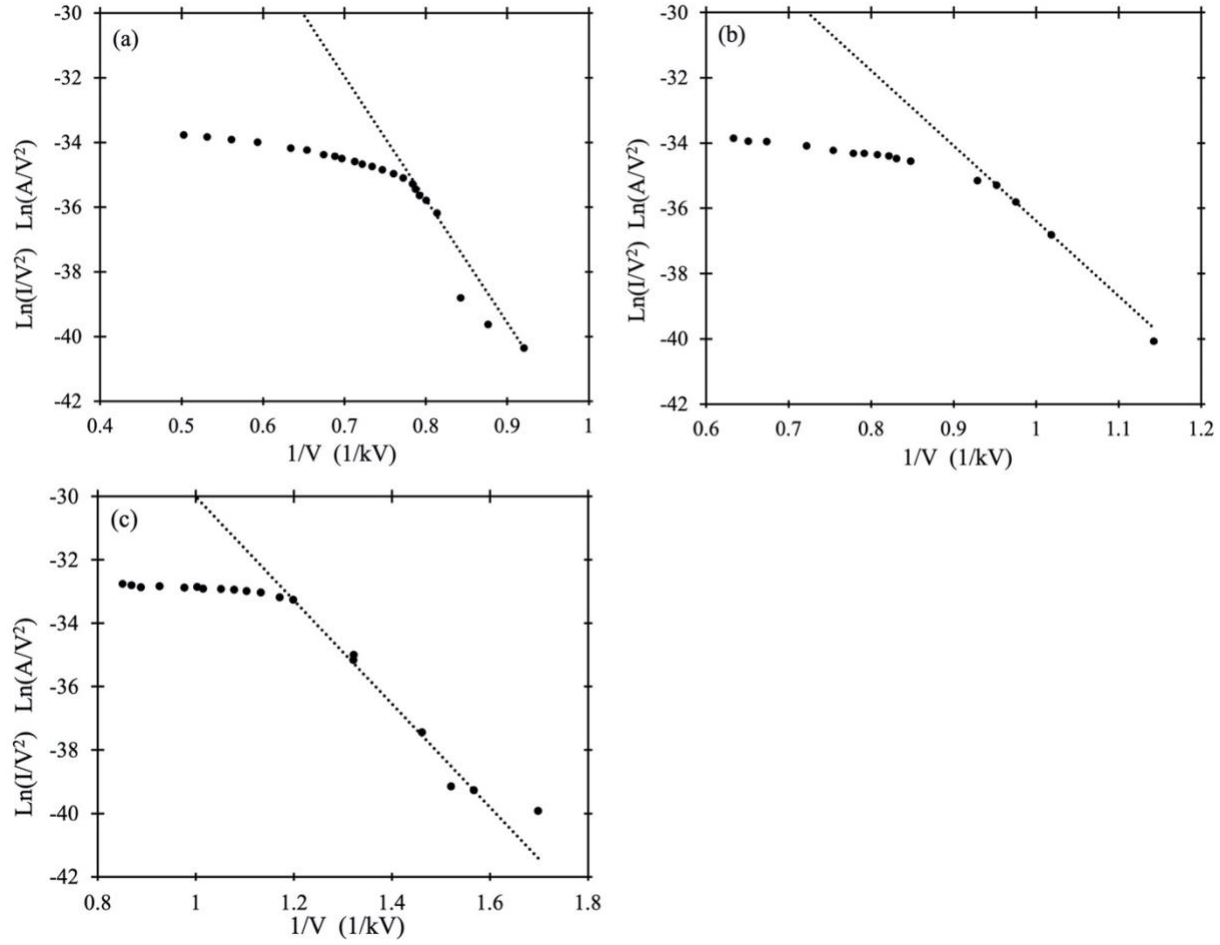 (a)
Ln(I/V²) Ln(A/V²)
-30
-32
-34
-36
-38
-40
-42
0.4 0.5 0.6 0.7 0.8 0.9 1
1/V (1/kV)
(b)
Ln(I/V²) Ln(A/V²)
-30
-32
-34
-36
-38
-40
-42
0.6 0.7 0.8 0.9 1 1.1 1.2
1/V (1/kV)
(c)
Ln(I/V²) Ln(A/V²)
-30
-32
-34
-36
-38
-40
-42
0.8 1 1.2 1.4 1.6 1.8
1/V (1/kV)